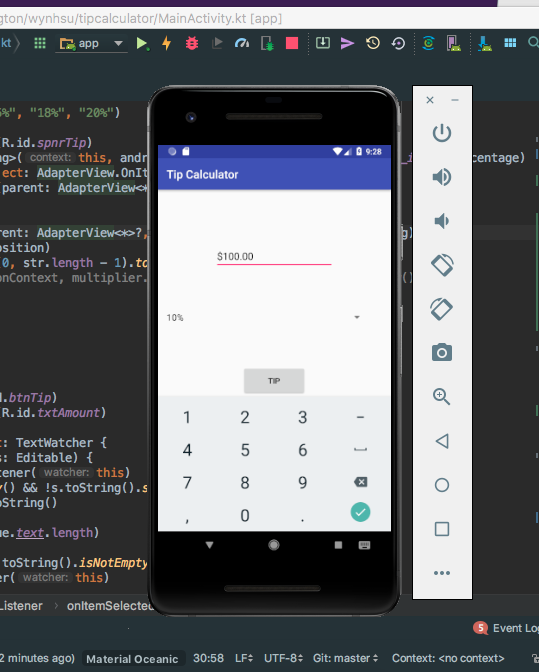 gton/wynhsu/tipcalculator/MainActivity.kt [app]
kt
app
%", "18%", "20%")
(R.id.spnrTip)
ng>( context: this, andr
centage)
ect: AdapterView.OnIt
parent: AdapterView<*
rent: AdapterView<*>?,
osition)
(0, str.length - 1).to
onContext, multiplier.
()
d.btnTip)
(R.id.txtAmount)
t: TextWatcher {
s: Editable) {
tener( watcher: this)
y() && !s.toString().s
oString()
ue.text.length)
.toString().isNotEmpty
er( watcher: this)
9:28
Tip Calculator
$100.00
10%
TIP
1 2 3 -
4 5 6
7 8 9
, 0 .
Listener
onItemSelected
5 Event Log
2 minutes ago) Material Oceanic 30:58 LF UTF-8 Git: master Context: <no context>